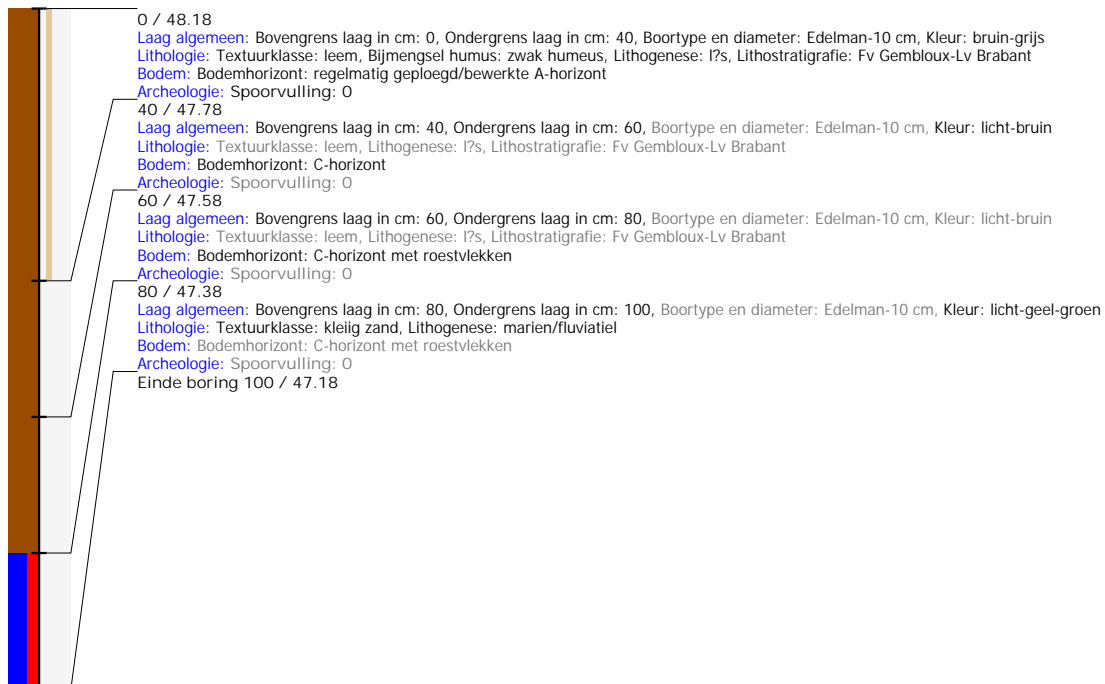 0 / 48.18
Laag algemeen: Bovengrens laag in cm: 0, Ondergrens laag in cm: 40, Boortype en diameter: Edelman-10 cm, Kleur: bruin-grijs
Lithologie: Textuurklasse: leem, Bijmengsel humus: zwak humeus, Lithogenese: l?s, Lithostratigrafie: Fv Gembloux-Lv Brabant
Bodem: Bodemhorizont: regelmatig geploegd/bewerkte A-horizont
Archeologie: Spoorvulling: 0
40 / 47.78
Laag algemeen: Bovengrens laag in cm: 40, Ondergrens laag in cm: 60, Boortype en diameter: Edelman-10 cm, Kleur: licht-bruin
Lithologie: Textuurklasse: leem, Lithogenese: l?s, Lithostratigrafie: Fv Gembloux-Lv Brabant
Bodem: Bodemhorizont: C-horizont
Archeologie: Spoorvulling: 0
60 / 47.58
Laag algemeen: Bovengrens laag in cm: 60, Ondergrens laag in cm: 80, Boortype en diameter: Edelman-10 cm, Kleur: licht-bruin
Lithologie: Textuurklasse: leem, Lithogenese: l?s, Lithostratigrafie: Fv Gembloux-Lv Brabant
Bodem: Bodemhorizont: C-horizont met roestvlekken
Archeologie: Spoorvulling: 0
80 / 47.38
Laag algemeen: Bovengrens laag in cm: 80, Ondergrens laag in cm: 100, Boortype en diameter: Edelman-10 cm, Kleur: licht-geel-groen
Lithologie: Textuurklasse: kleiig zand, Lithogenese: marien/fluviatiel
Bodem: Bodemhorizont: C-horizont met roestvlekken
Archeologie: Spoorvulling: 0
Einde boring 100 / 47.18